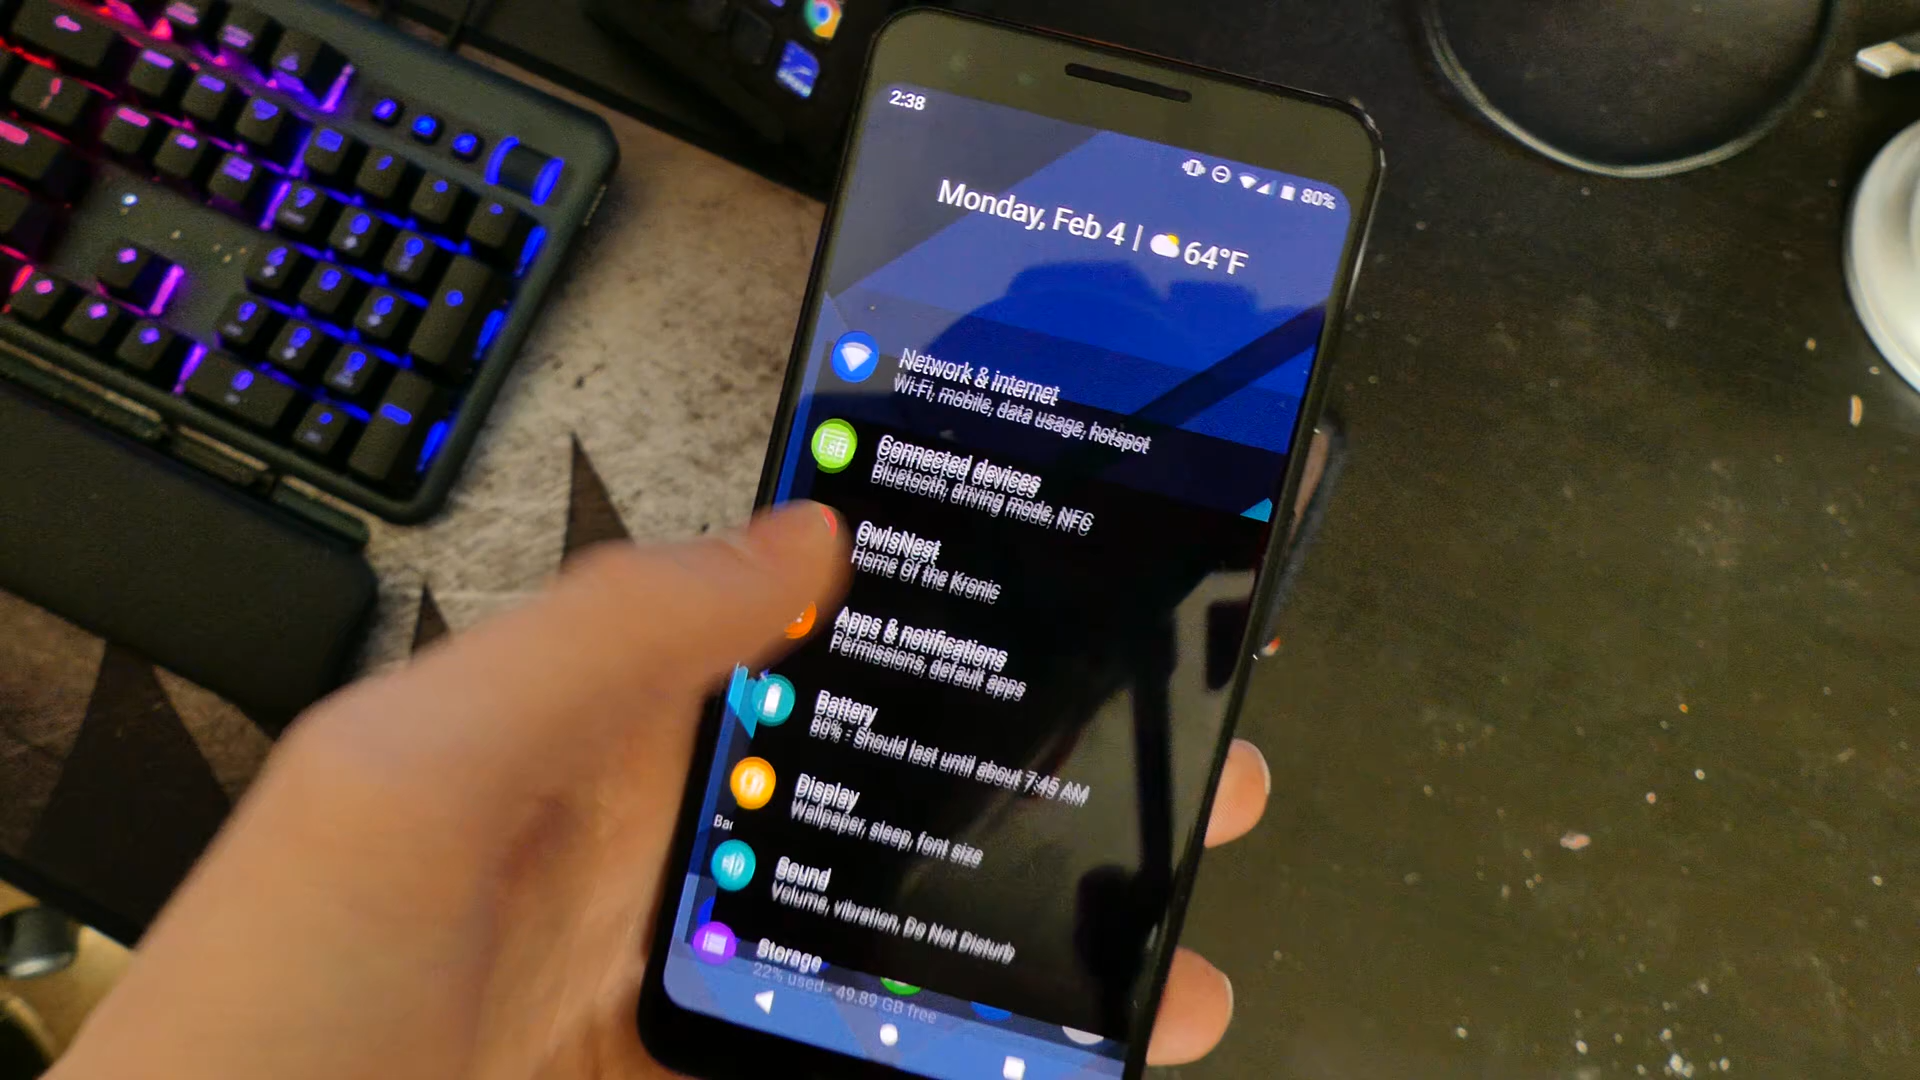 2:38
80%
Monday, Feb 4 | 64°F
Network & internet
Wi-Fi, mobile, data usage, hotspot
Connected devices
Bluetooth, driving mode, NFC
OwlsNest
Home Of the Kronic
Apps & notifications
Permissions, default apps
Battery
80% - Should last until about 7:45 AM
Display
Wallpaper, sleep, font size
Bac
Sound
Volume, vibration, Do Not Disturb
Storage
22% used - 49.89 GB free